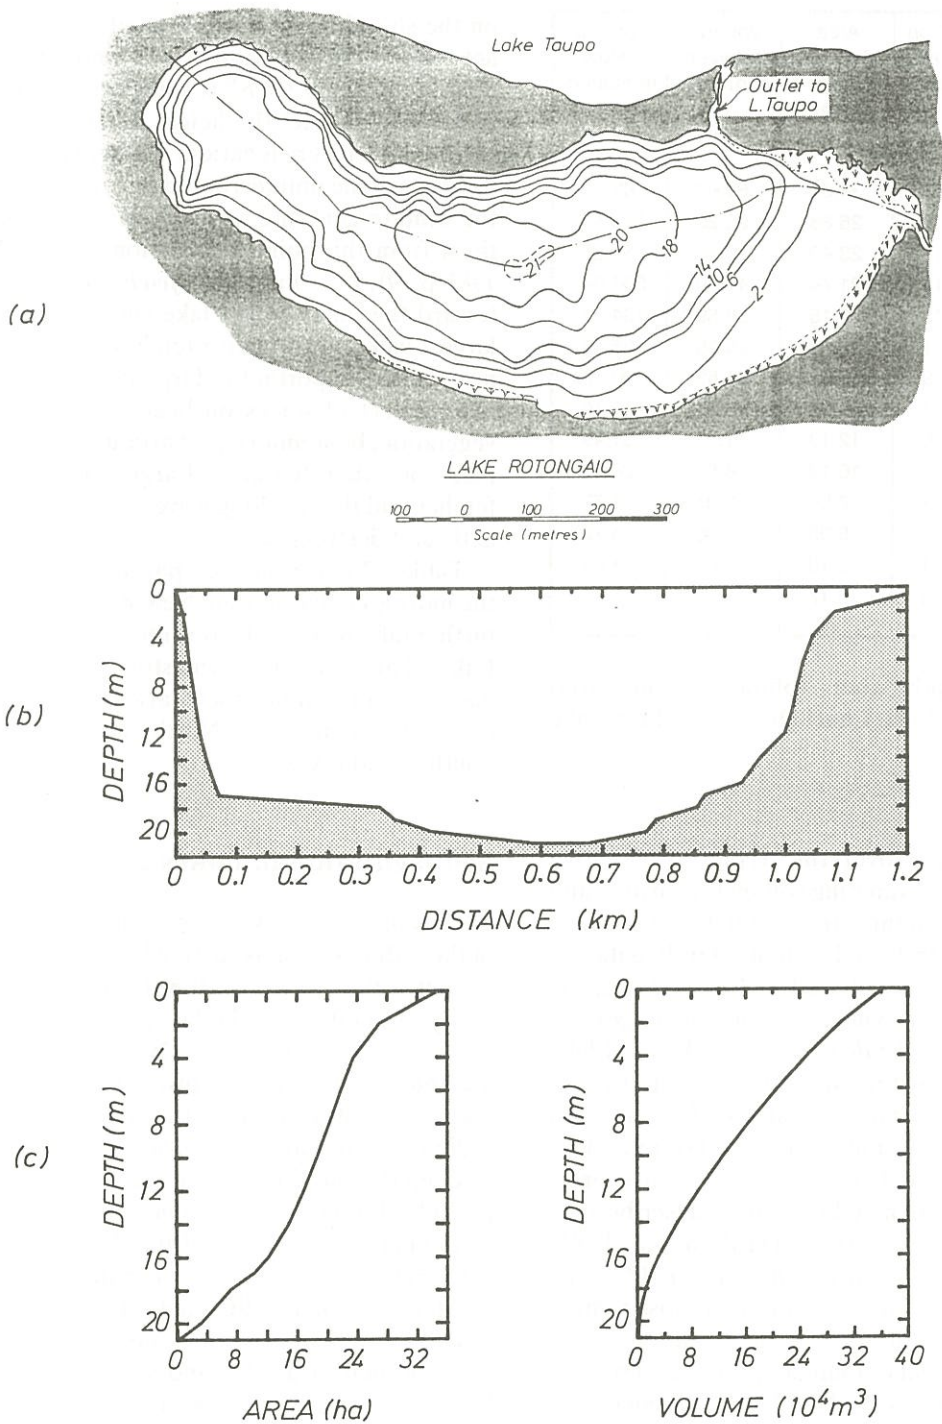 Lake Taupo
Outlet to
L. Taupo
20
21
18
14
10
6
2
(a)
LAKE ROTONGAIO
100 0 100 200 300
Scale (metres)
0
4
8
12
16
20
DEPTH (m)
(b)
0 0.1 0.2 0.3 0.4 0.5 0.6 0.7 0.8 0.9 1.0 1.1 1.2
DISTANCE (km)
(c)
0
4
8
12
16
20
DEPTH (m)
0 8 16 24 32
AREA (ha)
0
4
8
12
16
20
DEPTH (m)
0 8 16 24 32 40
VOLUME (10⁴m³)